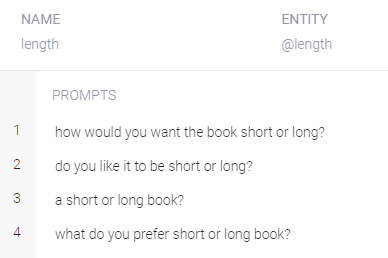 NAME ENTITY
length @length
PROMPTS
1 how would you want the book short or long?
2 do you like it to be short or long?
3 a short or long book?
4 what do you prefer short or long book?